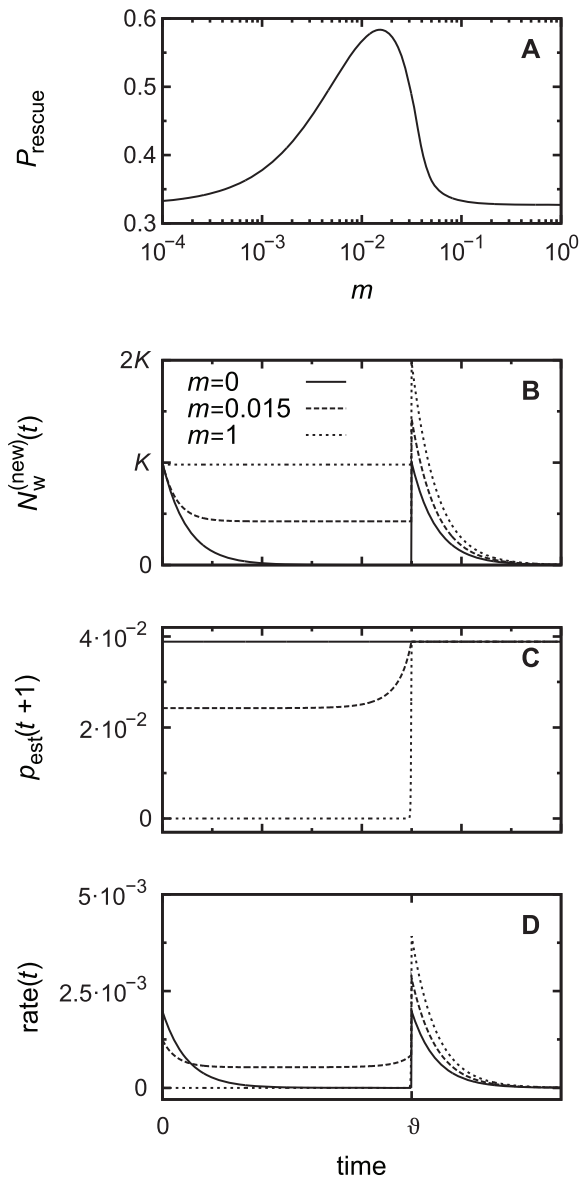 A
0.6
0.5
0.4
0.3
P_rescue
10^−4 10^−3 10^−2 10^−1 10^0
m
B
2K
K
0
N_w^(new)(t)
m=0
m=0.015
m=1
C
4·10^−2
2·10^−2
0
p_est(t +1)
D
5·10^−3
2.5·10^−3
0
rate(t)
0 ϑ
time